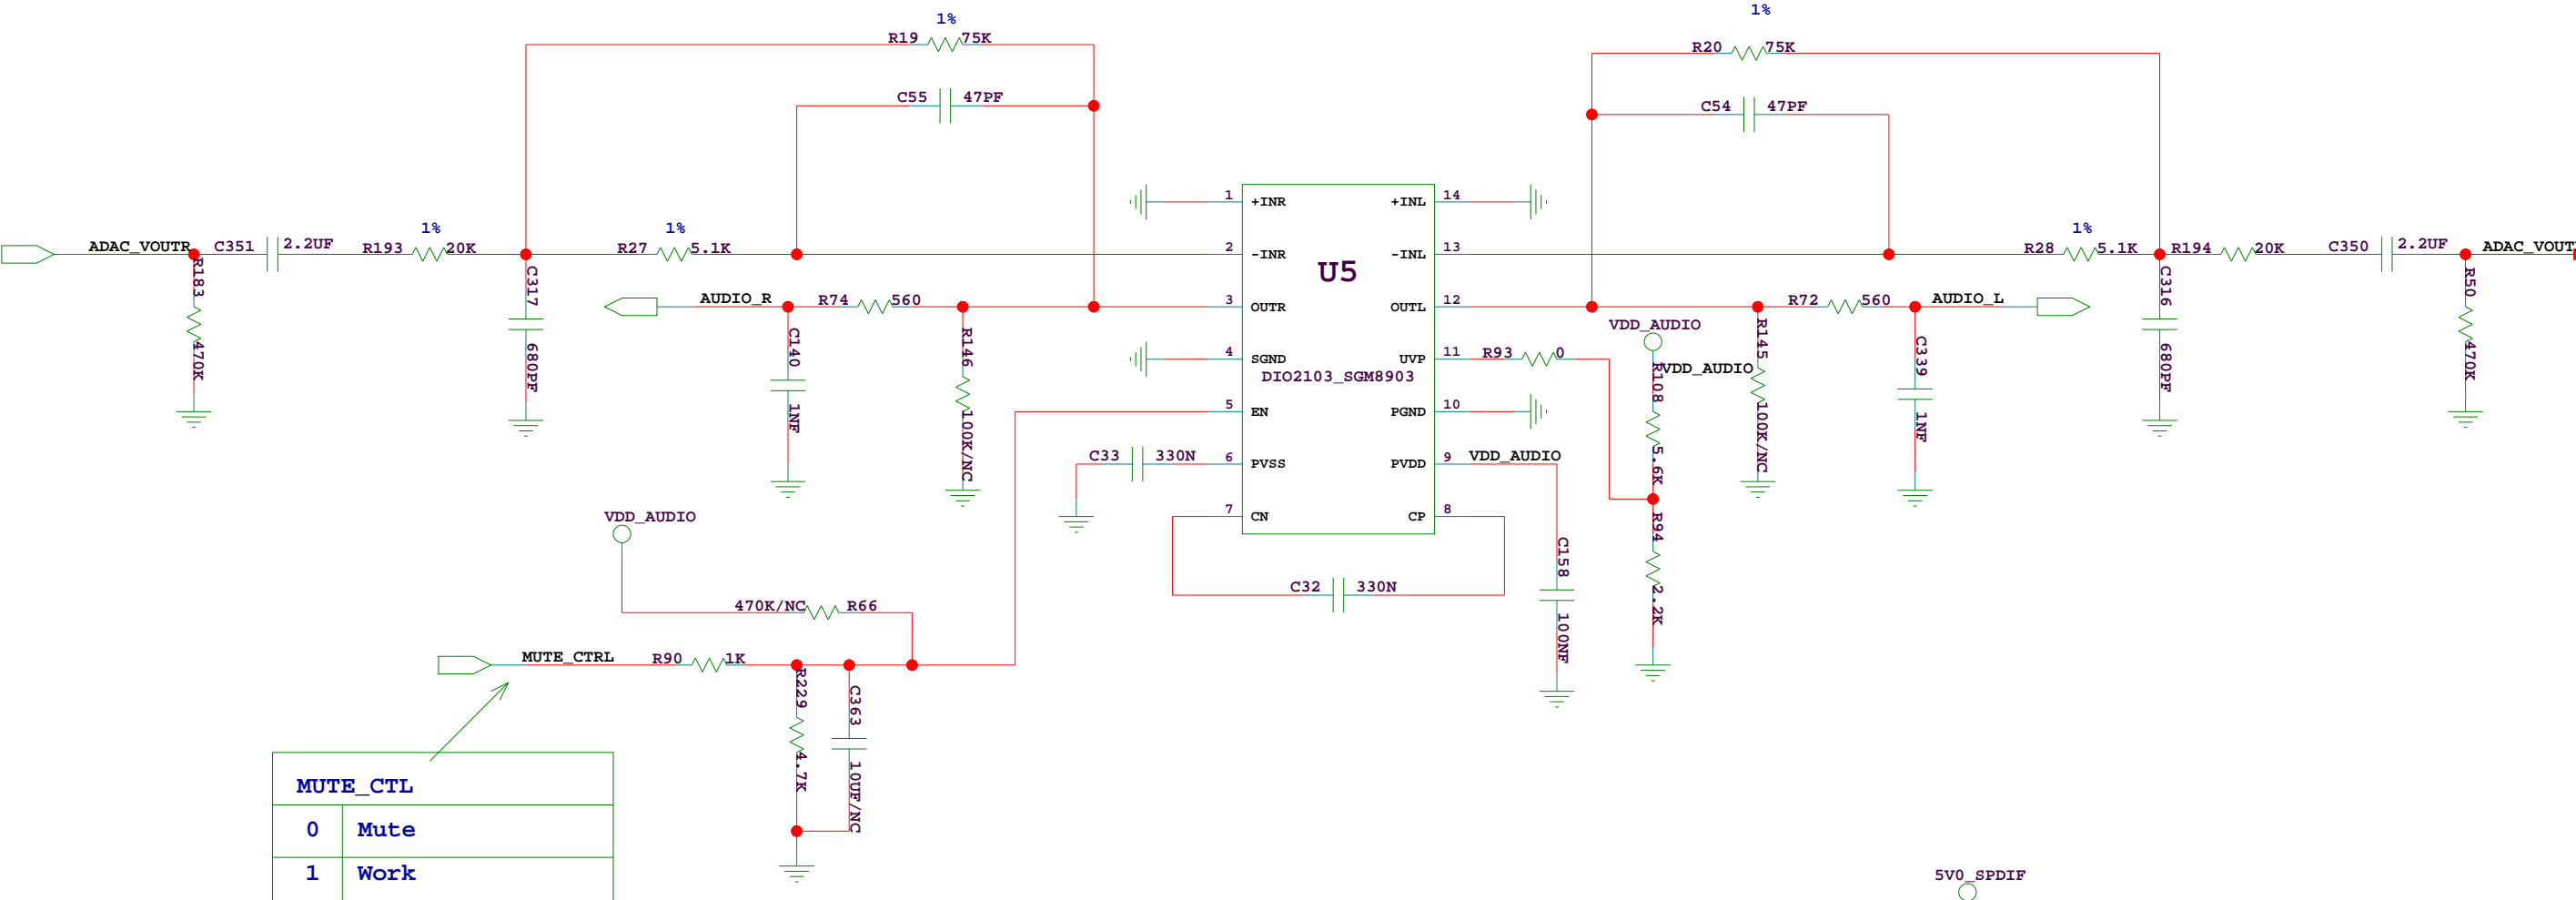 1%
R19 75K
C55 47PF
1%
R20 75K
C54 47PF
ADAC_VOUTR
C351 2.2UF
1%
R193 20K
1%
R27 5.1K
R183
470K
C317
680PF
AUDIO_R
R74 560
C140
1NF
R146
100K/NC
1 +INR
2 -INR
3 OUTR
4 SGND
5 EN
6 PVSS
7 CN
U5
DIO2103_SGM8903
+INL 14
-INL 13
OUTL 12
UVP 11
PGND 10
PVDD 9
CP 8
C33 330N
C32 330N
VDD_AUDIO
C158
100NF
R93 0
VDD_AUDIO
R108
5.6K
VDD_AUDIO
R94
2.2K
R145
100K/NC
R72 560
AUDIO_L
C339
1NF
1%
R28 5.1K
R194 20K
C316
680PF
C350 2.2UF
ADAC_VOUT
R50
470K
VDD_AUDIO
470K/NC R66
MUTE_CTRL
R90 1K
R229
4.7K
C363
10UF/NC
MUTE_CTL
0 Mute
1 Work
5V0_SPDIF